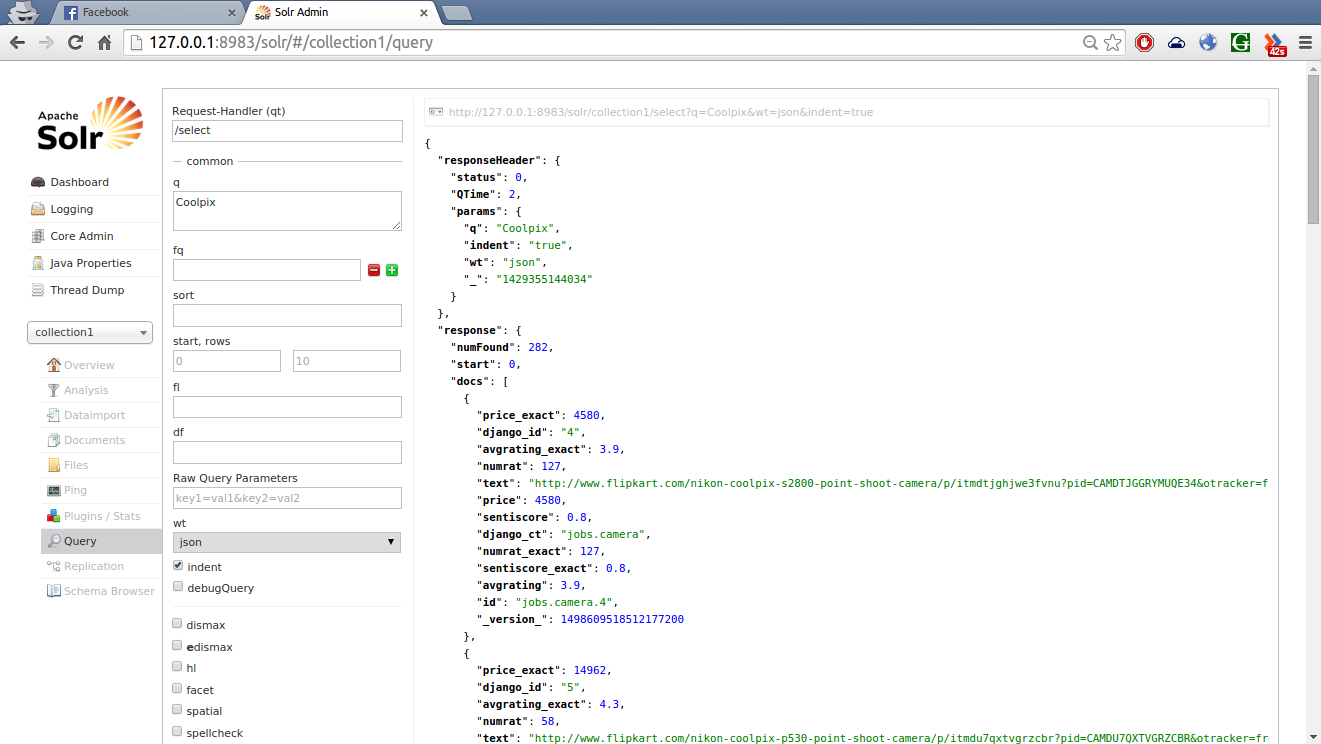 Facebook
Solr Admin
127.0.0.1:8983/solr/#/collection1/query
42s
Apache
Solr
Dashboard
Logging
Core Admin
Java Properties
Thread Dump
collection1
Overview
Analysis
Dataimport
Documents
Files
Ping
Plugins / Stats
Query
Replication
Schema Browser
Request-Handler (qt)
/select
common
q
Coolpix
fq
sort
start, rows
0 10
fl
df
Raw Query Parameters
key1=val1&key2=val2
wt
json
indent
debugQuery
dismax
edismax
hl
facet
spatial
spellcheck
http://127.0.0.1:8983/solr/collection1/select?q=Coolpix&wt=json&indent=true
{
"responseHeader": {
"status": 0,
"QTime": 2,
"params": {
"q": "Coolpix",
"indent": "true",
"wt": "json",
"_": "1429355144034"
}
},
"response": {
"numFound": 282,
"start": 0,
"docs": [
{
"price_exact": 4580,
"django_id": "4",
"avgrating_exact": 3.9,
"numrat": 127,
"text": "http://www.flipkart.com/nikon-coolpix-s2800-point-shoot-camera/p/itmdtjghjwe3fvnu?pid=CAMDTJGGRYMUQE34&otracker=f
"price": 4580,
"sentiscore": 0.8,
"django_ct": "jobs.camera",
"numrat_exact": 127,
"sentiscore_exact": 0.8,
"avgrating": 3.9,
"id": "jobs.camera.4",
"_version_": 1498609518512177200
},
{
"price_exact": 14962,
"django_id": "5",
"avgrating_exact": 4.3,
"numrat": 58,
"text": "http://www.flipkart.com/nikon-coolpix-p530-point-shoot-camera/p/itmdu7qxtvgrzcbr?pid=CAMDU7QXTVGRZCBR&otracker=fr